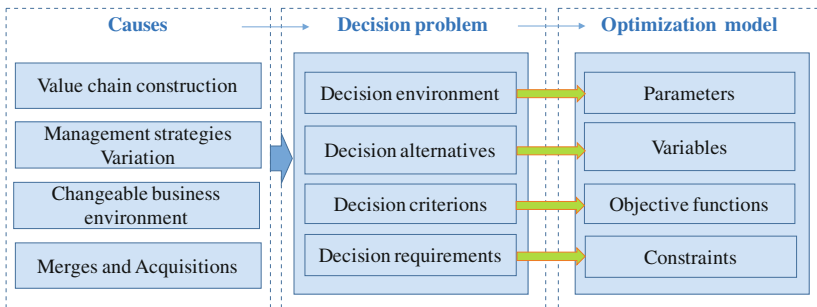 Causes
Decision problem
Optimization model
Value chain construction
Management strategies
Variation
Changeable business
environment
Merges and Acquisitions
Decision environment
Decision alternatives
Decision criterions
Decision requirements
Parameters
Variables
Objective functions
Constraints